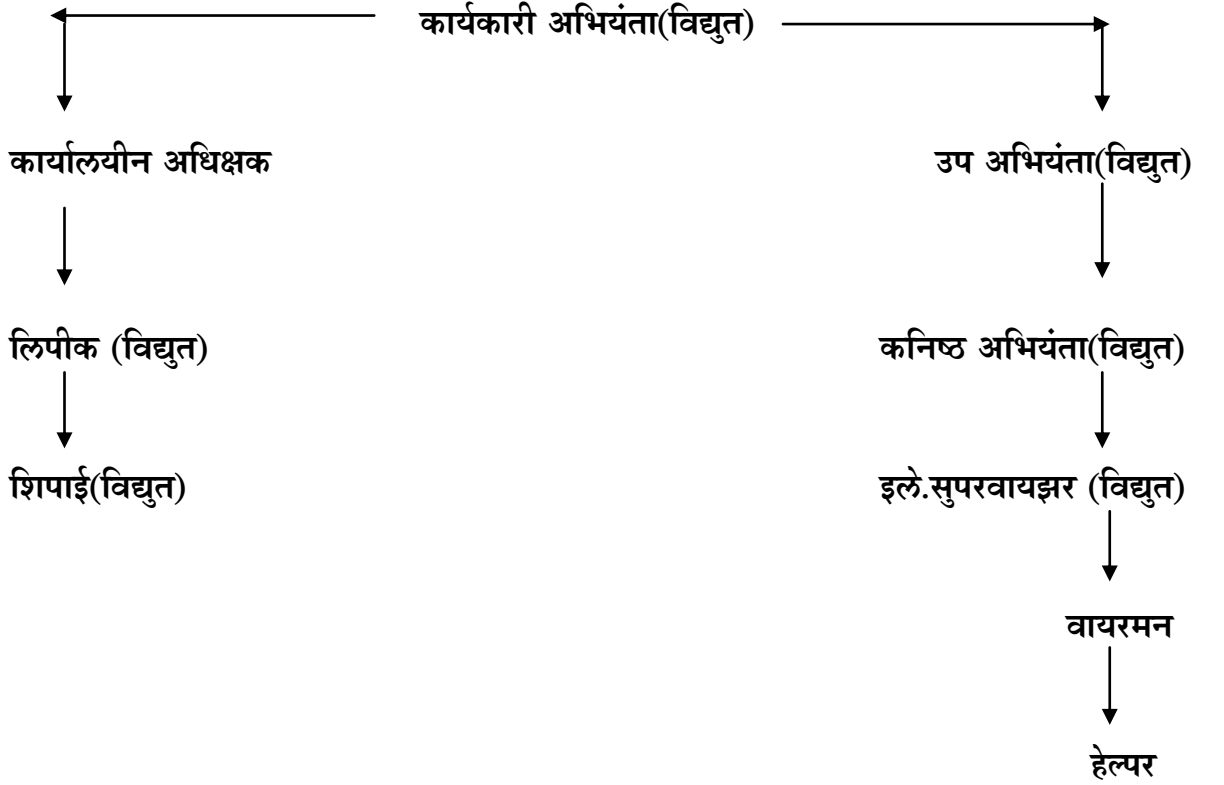 कार्यकारी अभियंता(विद्युत)
कार्यालयीन अधिक्षक
उप अभियंता(विद्युत)
लिपीक (विद्युत)
कनिष्ठ अभियंता(विद्युत)
शिपाई(विद्युत)
इले.सुपरवायझर (विद्युत)
वायरमन
हेल्पर